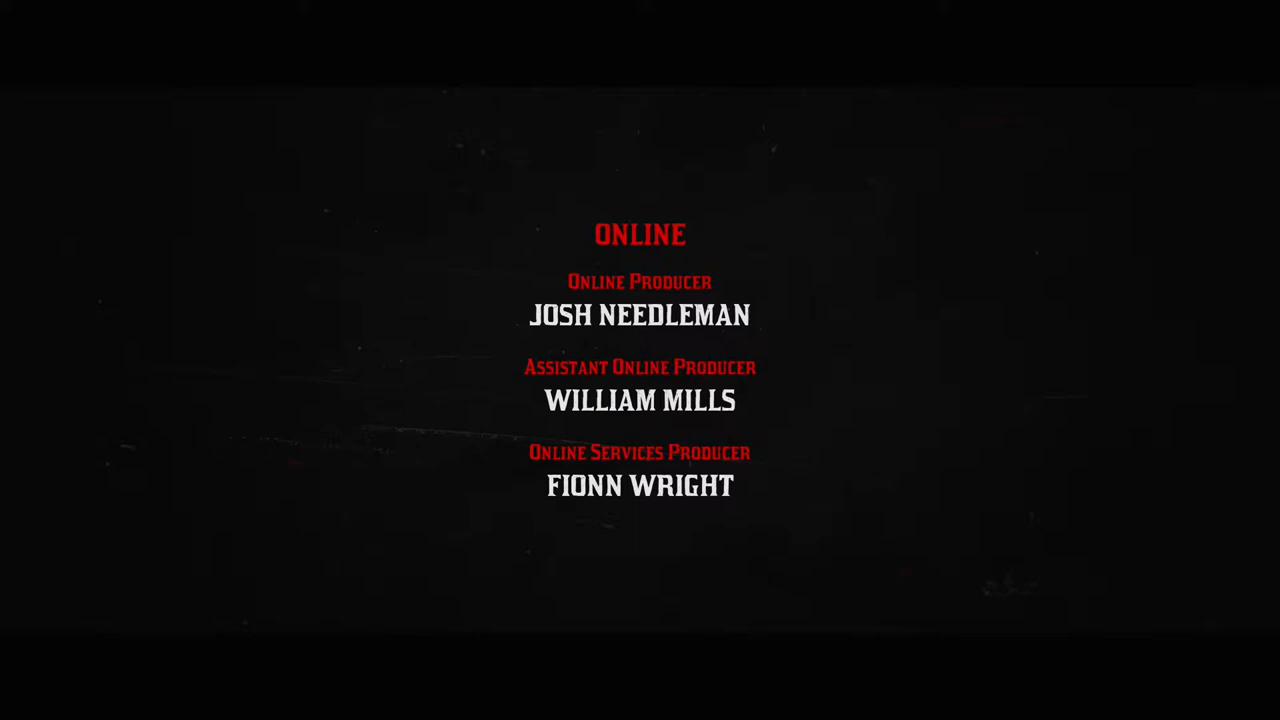 ONLINE
ONLINE PRODUCER
JOSH NEEDLEMAN
ASSISTANT ONLINE PRODUCER
WILLIAM MILLS
ONLINE SERVICES PRODUCER
FIONN WRIGHT